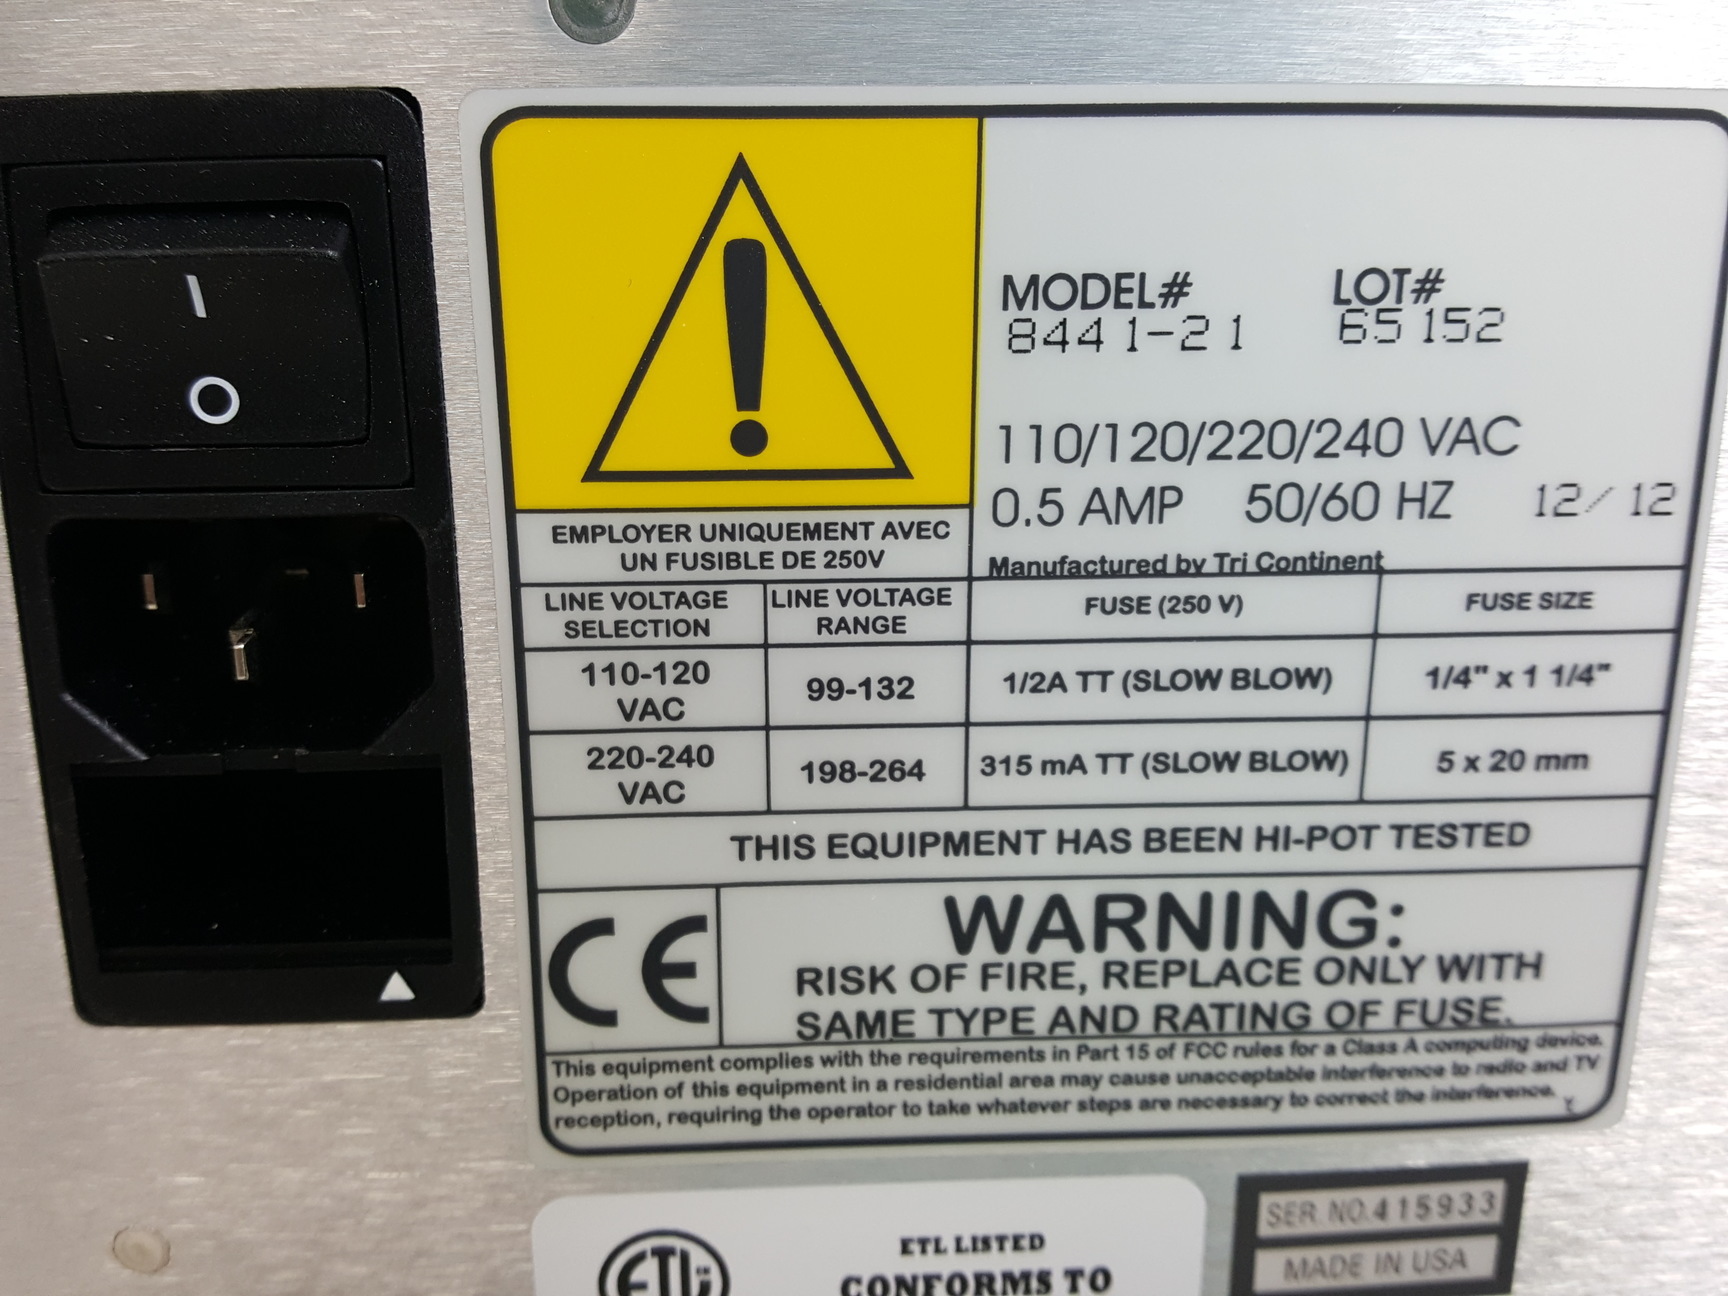 MODEL# LOT#
8441-21 65152
110/120/220/240 VAC
0.5 AMP 50/60 HZ 12/12
Manufactured by Tri Continent
EMPLOYER UNIQUEMENT AVEC
UN FUSIBLE DE 250V
LINE VOLTAGE
SELECTION
LINE VOLTAGE
RANGE
FUSE (250 V)
FUSE SIZE
110-120
VAC
99-132
1/2A TT (SLOW BLOW)
1/4" x 1 1/4"
220-240
VAC
198-264
315 mA TT (SLOW BLOW)
5 x 20 mm
THIS EQUIPMENT HAS BEEN HI-POT TESTED
CE
WARNING:
RISK OF FIRE, REPLACE ONLY WITH
SAME TYPE AND RATING OF FUSE.
This equipment complies with the requirements in Part 15 of FCC rules for a Class A computing device.
Operation of this equipment in a residential area may cause unacceptable interference to radio and TV
reception, requiring the operator to take whatever steps are necessary to correct the interference.
ETL
ETL LISTED
CONFORMS TO
SER. NO. 415933
MADE IN USA